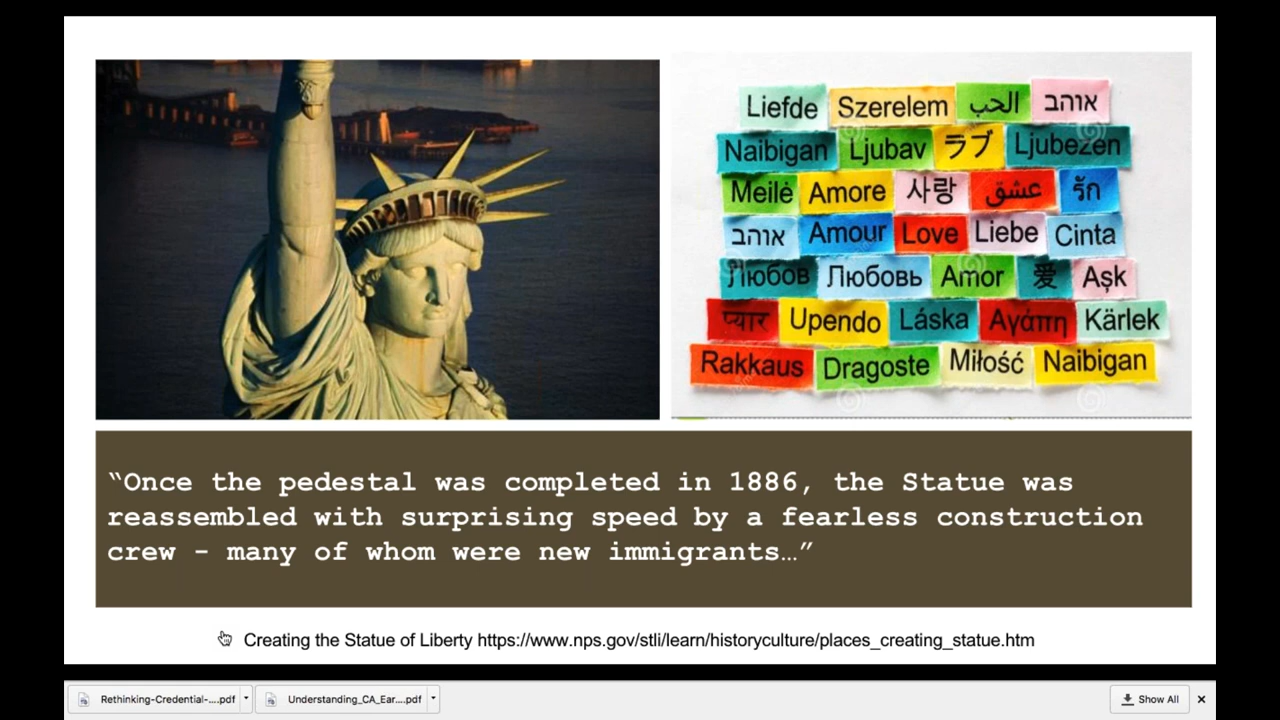 Liefde Szerelem الحب אוהב
Naibigan Ljubav ラブ Ljubezen
Meilė Amore 사랑 عشق รัก
אוהב Amour Love Liebe Cinta
Любов Любовь Amor 爱 Aşk
प्यार Upendo Láska Αγάπη Kärlek
Rakkaus Dragoste Miłość Naibigan
“Once the pedestal was completed in 1886, the Statue was
reassembled with surprising speed by a fearless construction
crew - many of whom were new immigrants…”
Creating the Statue of Liberty https://www.nps.gov/stli/learn/historyculture/places_creating_statue.htm
Rethinking-Credential-....pdf Understanding_CA_Ear....pdf Show All